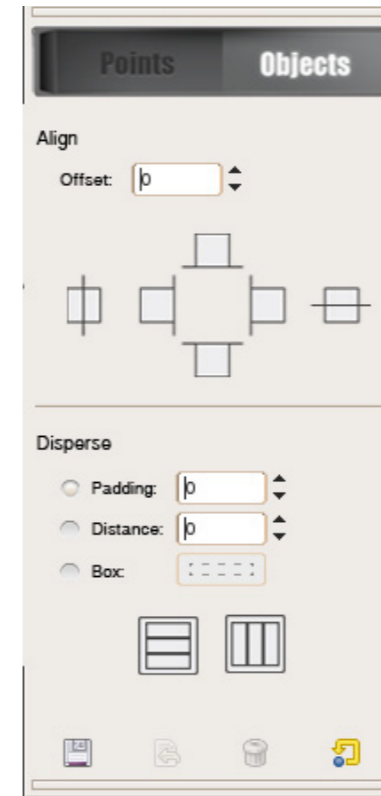 Points Objects
Align
Offset: 0
Disperse
Padding: 0
Distance: 0
Box: